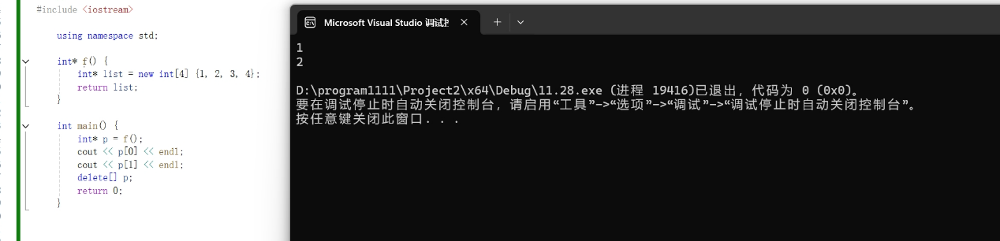 #include <iostream>
using namespace std;
int* f() {
int* list = new int[4] {1, 2, 3, 4};
return list;
}
int main() {
int* p = f();
cout << p[0] << endl;
cout << p[1] << endl;
delete[] p;
return 0;
}
Microsoft Visual Studio 调试
1
2
D:\program1111\Project2\x64\Debug\11.28.exe (进程 19416)已退出，代码为 0 (0x0)。
要在调试停止时自动关闭控制台，请启用“工具”->“选项”->“调试”->“调试停止时自动关闭控制台”。
按任意键关闭此窗口. . .